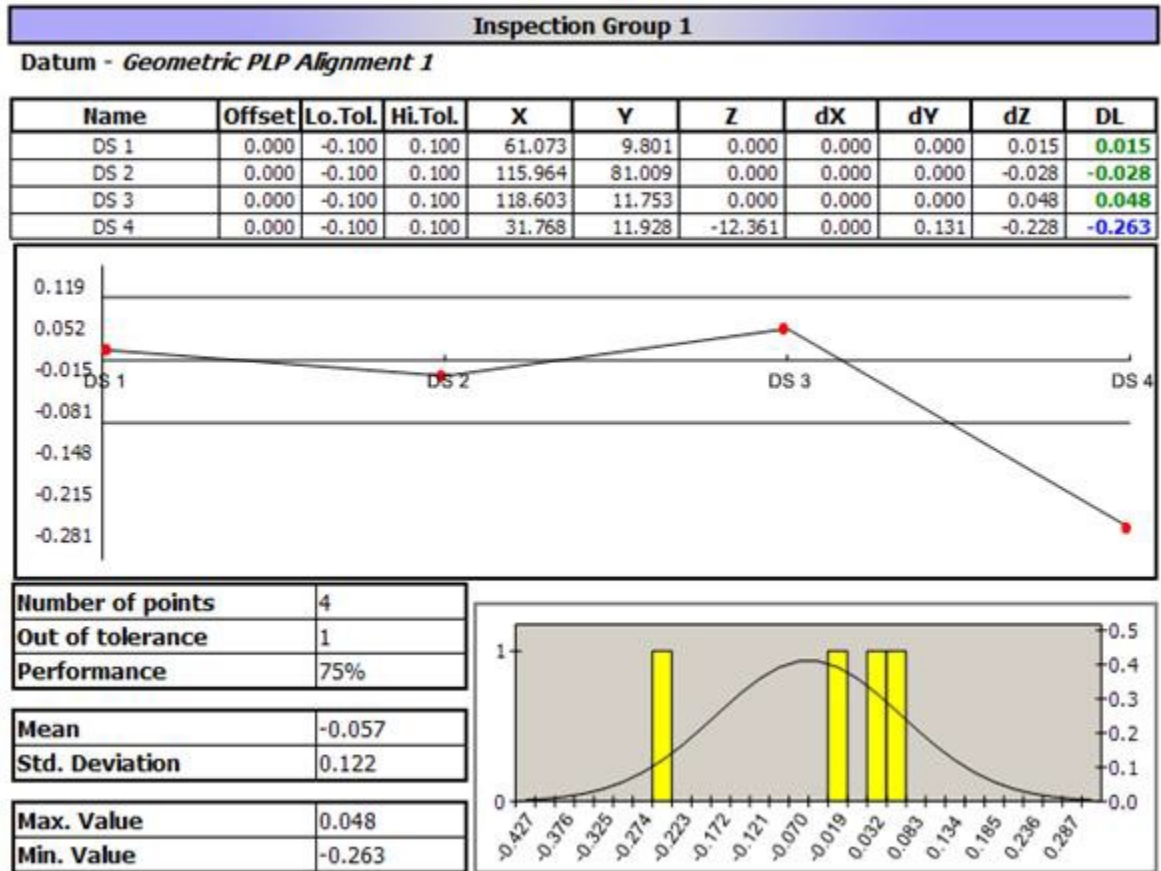 Inspection Group 1
Datum - Geometric PLP Alignment 1
Name Offset Lo.Tol. Hi.Tol. X Y Z dX dY dZ DL
DS 1 0.000 -0.100 0.100 61.073 9.801 0.000 0.000 0.000 0.015 0.015
DS 2 0.000 -0.100 0.100 115.964 81.009 0.000 0.000 0.000 -0.028 -0.028
DS 3 0.000 -0.100 0.100 118.603 11.753 0.000 0.000 0.000 0.048 0.048
DS 4 0.000 -0.100 0.100 31.768 11.928 -12.361 0.000 0.131 -0.228 -0.263
0.119
0.052
-0.015
DS 1 DS 2 DS 3 DS 4
-0.081
-0.148
-0.215
-0.281
Number of points 4
Out of tolerance 1
Performance 75%
Mean -0.057
Std. Deviation 0.122
Max. Value 0.048
Min. Value -0.263
1 0.5
0.4
0.3
0.2
0.1
0 0.0
-0.427 -0.376 -0.325 -0.274 -0.223 -0.172 -0.121 -0.070 -0.019 0.032 0.083 0.134 0.185 0.236 0.287